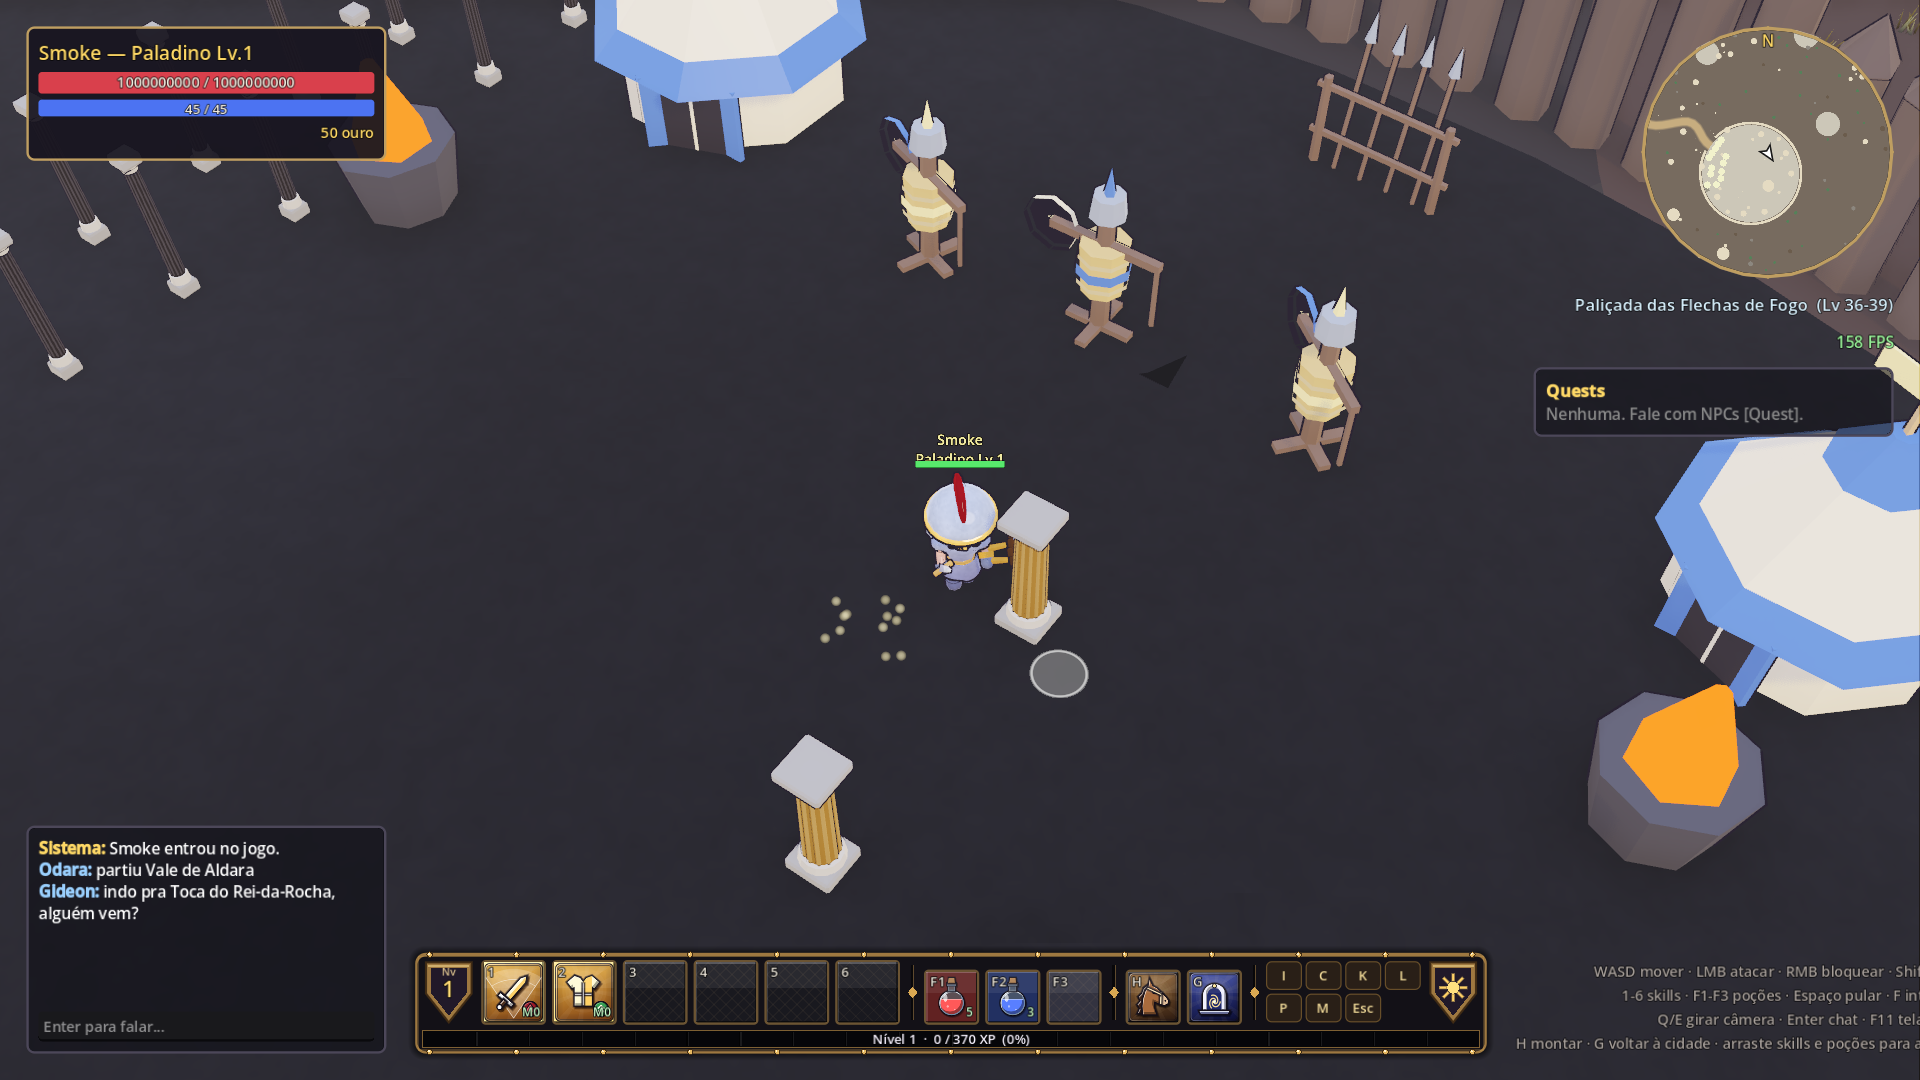 Smoke — Paladino Lv.1
1000000000 / 1000000000
45 / 45
50 ouro
N
Paliçada das Flechas de Fogo (Lv 36-39)
158 FPS
Quests
Nenhuma. Fale com NPCs [Quest].
Smoke
Paladino Lv.1
Sistema: Smoke entrou no jogo.
Odara: partiu Vale de Aldara
Gideon: indo pra Toca do Rei-da-Rocha,
alguém vem?
Enter para falar...
Nv
1
1 M0
2 M0
3
4
5
6
F1 5
F2 3
F3
H
G
I C K L
P M Esc
Nível 1 · 0 / 370 XP (0%)
WASD mover · LMB atacar · RMB bloquear · Shi
1-6 skills · F1-F3 poções · Espaço pular · F in
Q/E girar câmera · Enter chat · F11 tela
H montar · G voltar à cidade · arraste skills e poções para a